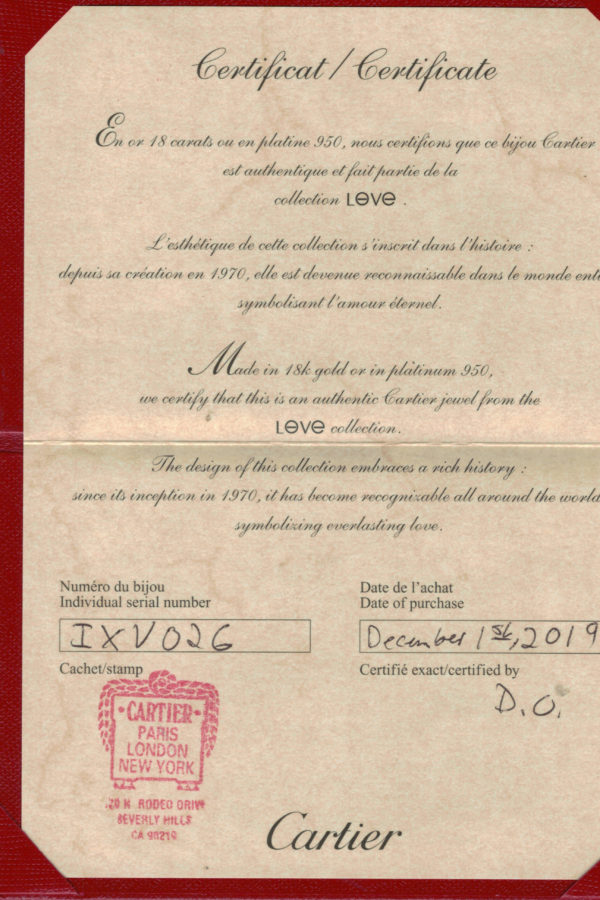 Certificat / Certificate
En or 18 carats ou en platine 950, nous certifions que ce bijou Cartier
est authentique et fait partie de la
collection LOVE .
L'esthétique de cette collection s'inscrit dans l'histoire :
depuis sa création en 1970, elle est devenue reconnaissable dans le monde enti
symbolisant l'amour éternel.
Made in 18k gold or in platinum 950,
we certify that this is an authentic Cartier jewel from the
LOVE collection.
The design of this collection embraces a rich history :
since its inception in 1970, it has become recognizable all around the world
symbolizing everlasting love.
Numéro du bijou
Individual serial number
IXV026
Date de l'achat
Date of purchase
December 1st, 2019
Cachet/stamp
Certifié exact/certified by
D.O.
CARTIER
PARIS
LONDON
NEW YORK
N RODEO DRIVE
BEVERLY HILLS
CA 90210
Cartier